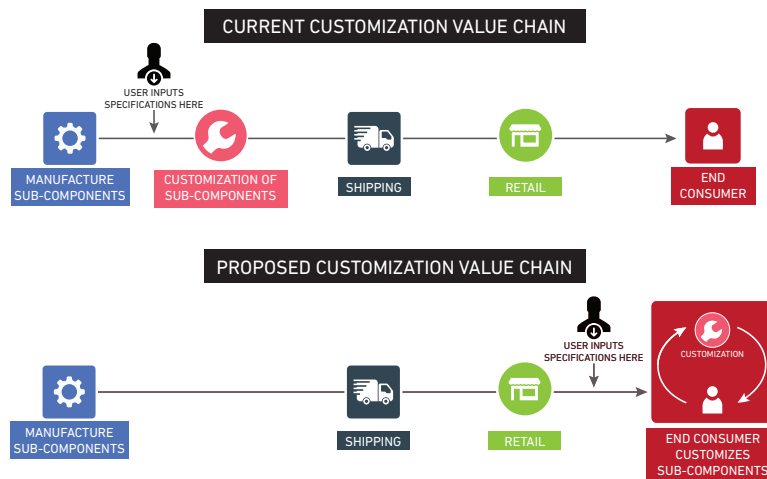 CURRENT CUSTOMIZATION VALUE CHAIN
USER INPUTS
SPECIFICATIONS HERE
MANUFACTURE
SUB-COMPONENTS
CUSTOMIZATION OF
SUB-COMPONENTS
SHIPPING
RETAIL
END
CONSUMER
PROPOSED CUSTOMIZATION VALUE CHAIN
USER INPUTS
SPECIFICATIONS HERE
CUSTOMIZATION
MANUFACTURE
SUB-COMPONENTS
SHIPPING
RETAIL
END CONSUMER
CUSTOMIZES
SUB-COMPONENTS